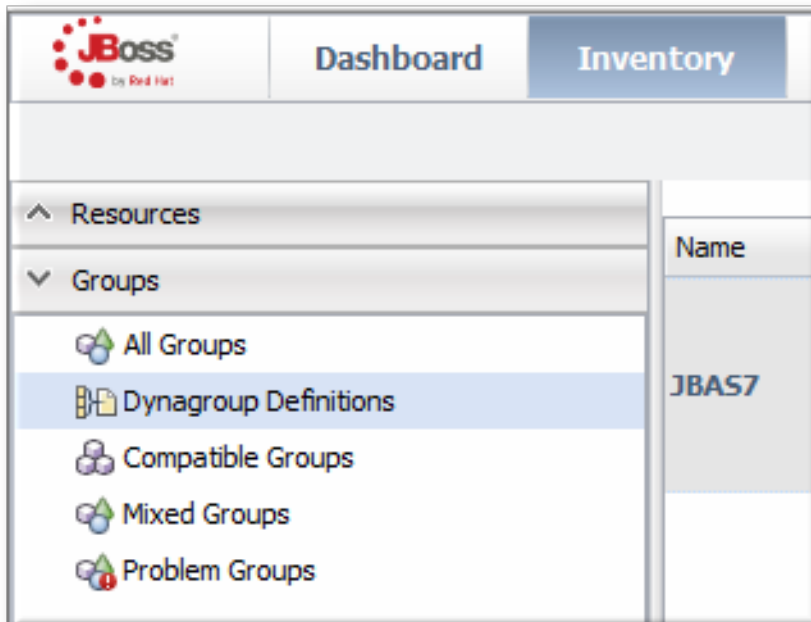 JBoss
by Red Hat
Dashboard
Inventory
Resources
Groups
All Groups
Dynagroup Definitions
Compatible Groups
Mixed Groups
Problem Groups
Name
JBAS7